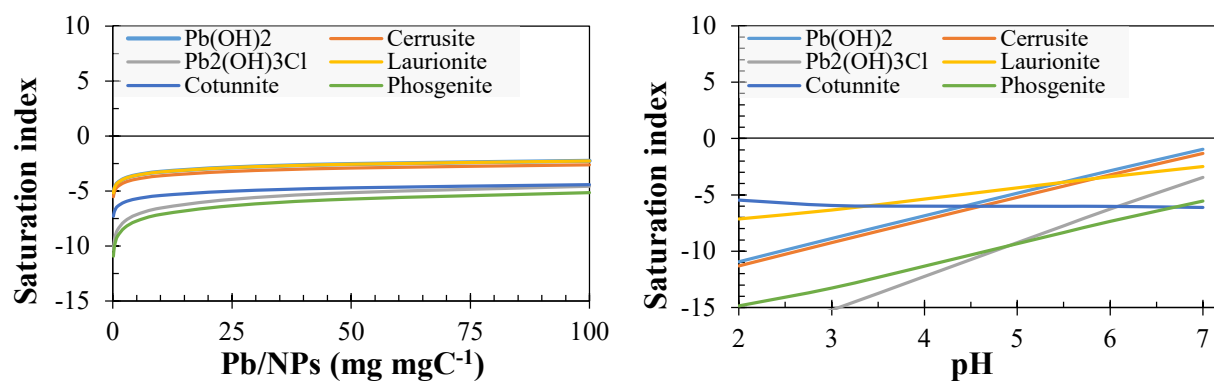 Saturation index
10
5
0
-5
-10
-15
Pb(OH)2 Cerrusite
Pb2(OH)3Cl Laurionite
Cotunnite Phosgenite
0 25 50 75 100
Pb/NPs (mg mgC-1)
Saturation index
10
5
0
-5
-10
-15
Pb(OH)2 Cerrusite
Pb2(OH)3Cl Laurionite
Cotunnite Phosgenite
2 3 4 5 6 7
pH